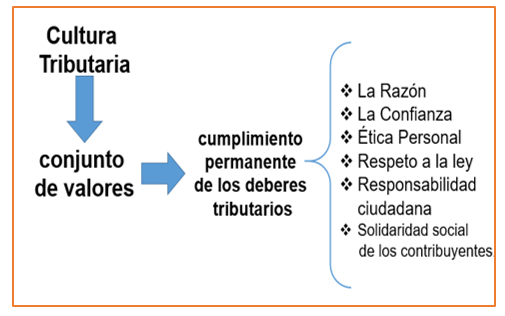 Cultura
Tributaria
conjunto
de valores
cumplimiento
permanente
de los deberes
tributarios
❖ La Razón
❖ La Confianza
❖ Ética Personal
❖ Respeto a la ley
❖ Responsabilidad
ciudadana
❖ Solidaridad social
de los contribuyentes